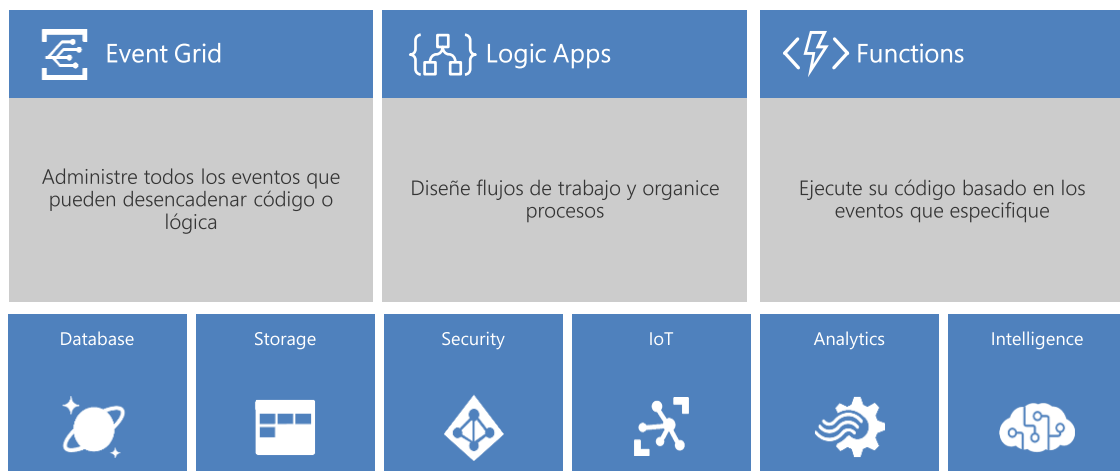 Event Grid
Logic Apps
Functions
Administre todos los eventos que
pueden desencadenar código o
lógica
Diseñe flujos de trabajo y organice
procesos
Ejecute su código basado en los
eventos que especifique
Database
Storage
Security
IoT
Analytics
Intelligence